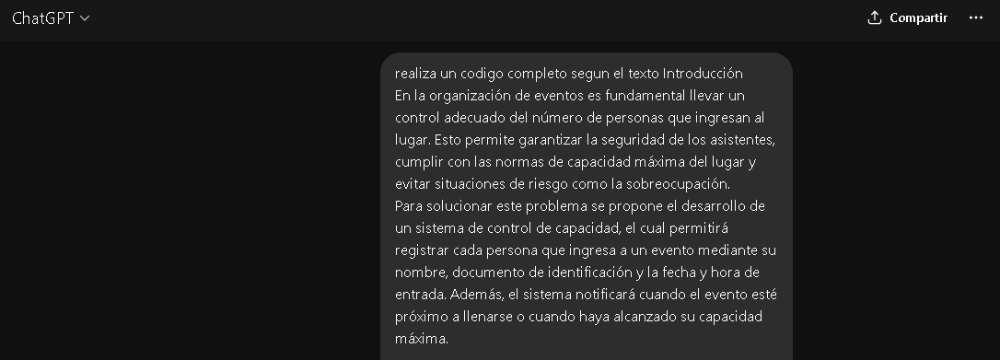 ChatGPT
Compartir
realiza un codigo completo segun el texto Introducción
En la organización de eventos es fundamental llevar un
control adecuado del número de personas que ingresan al
lugar. Esto permite garantizar la seguridad de los asistentes,
cumplir con las normas de capacidad máxima del lugar y
evitar situaciones de riesgo como la sobreocupación.
Para solucionar este problema se propone el desarrollo de
un sistema de control de capacidad, el cual permitirá
registrar cada persona que ingresa a un evento mediante su
nombre, documento de identificación y la fecha y hora de
entrada. Además, el sistema notificará cuando el evento esté
próximo a llenarse o cuando haya alcanzado su capacidad
máxima.